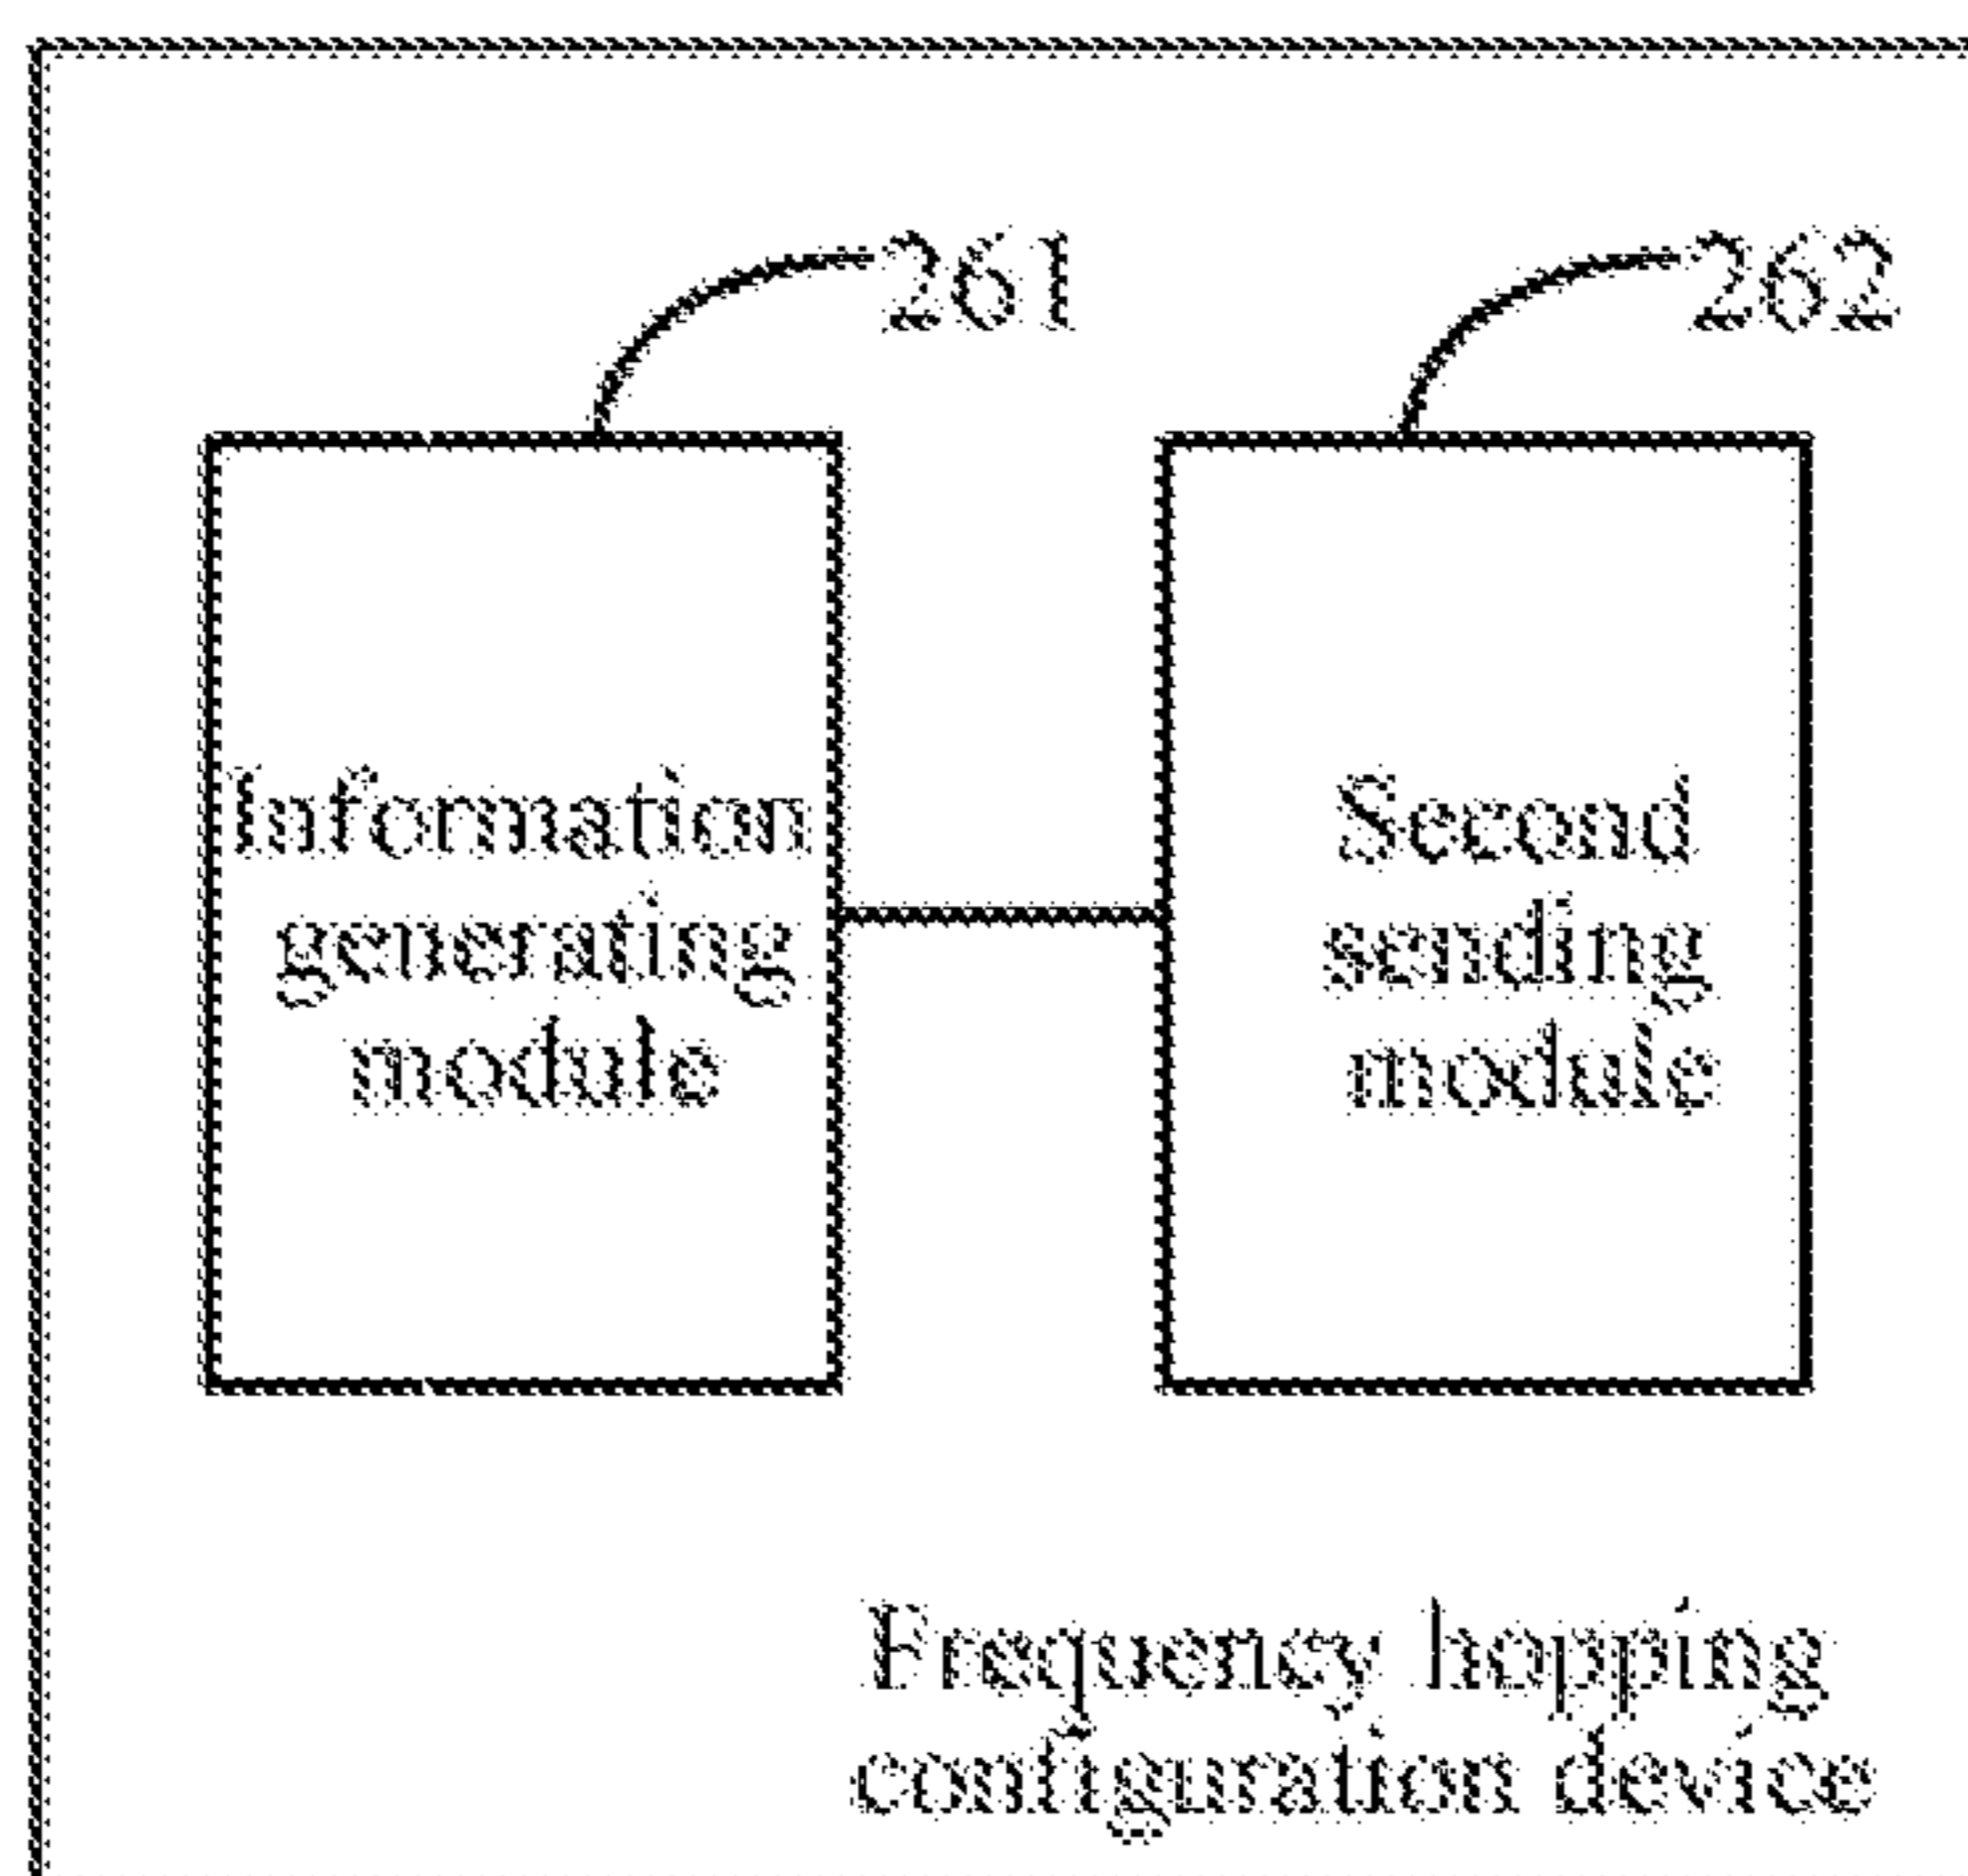 261
262
Information
generating
module
Second
sending
module
Frequency hopping
configuration device